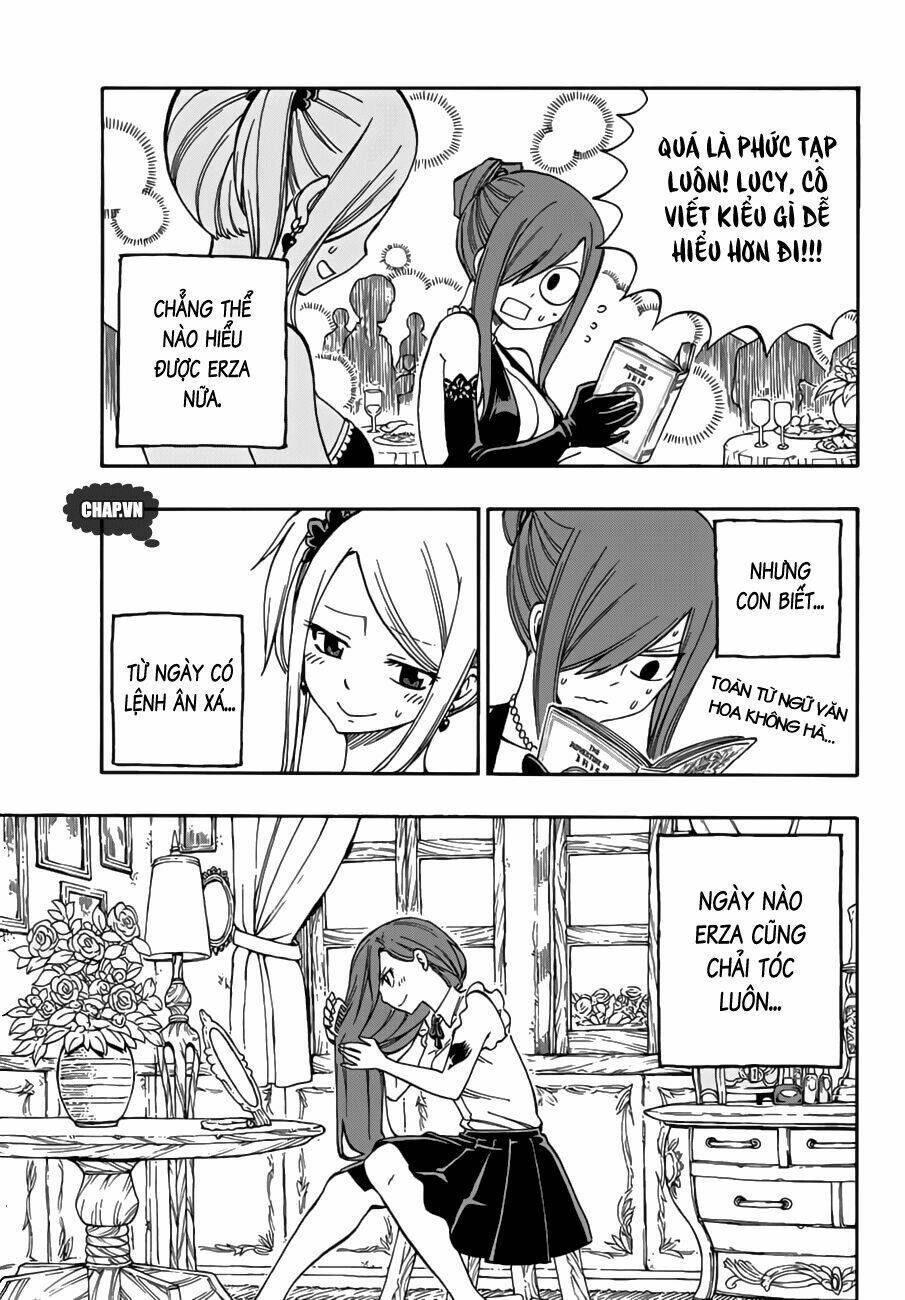 QUÁ LÀ PHỨC TẠP
LUÔN! LUCY, CÔ
VIẾT KIỂU GÌ DỄ
HIỂU HƠN ĐI!!!
CHẲNG THỂ
NÀO HIỂU
ĐƯỢC ERZA
NỮA.
CHAP.VN
NHƯNG
CON BIẾT...
TOÀN TỪ NGỮ VĂN
HOA KHÔNG HÀ...
TỪ NGÀY CÓ
LỆNH ÂN XÁ...
NGÀY NÀO
ERZA CŨNG
CHẢI TÓC
LUÔN...